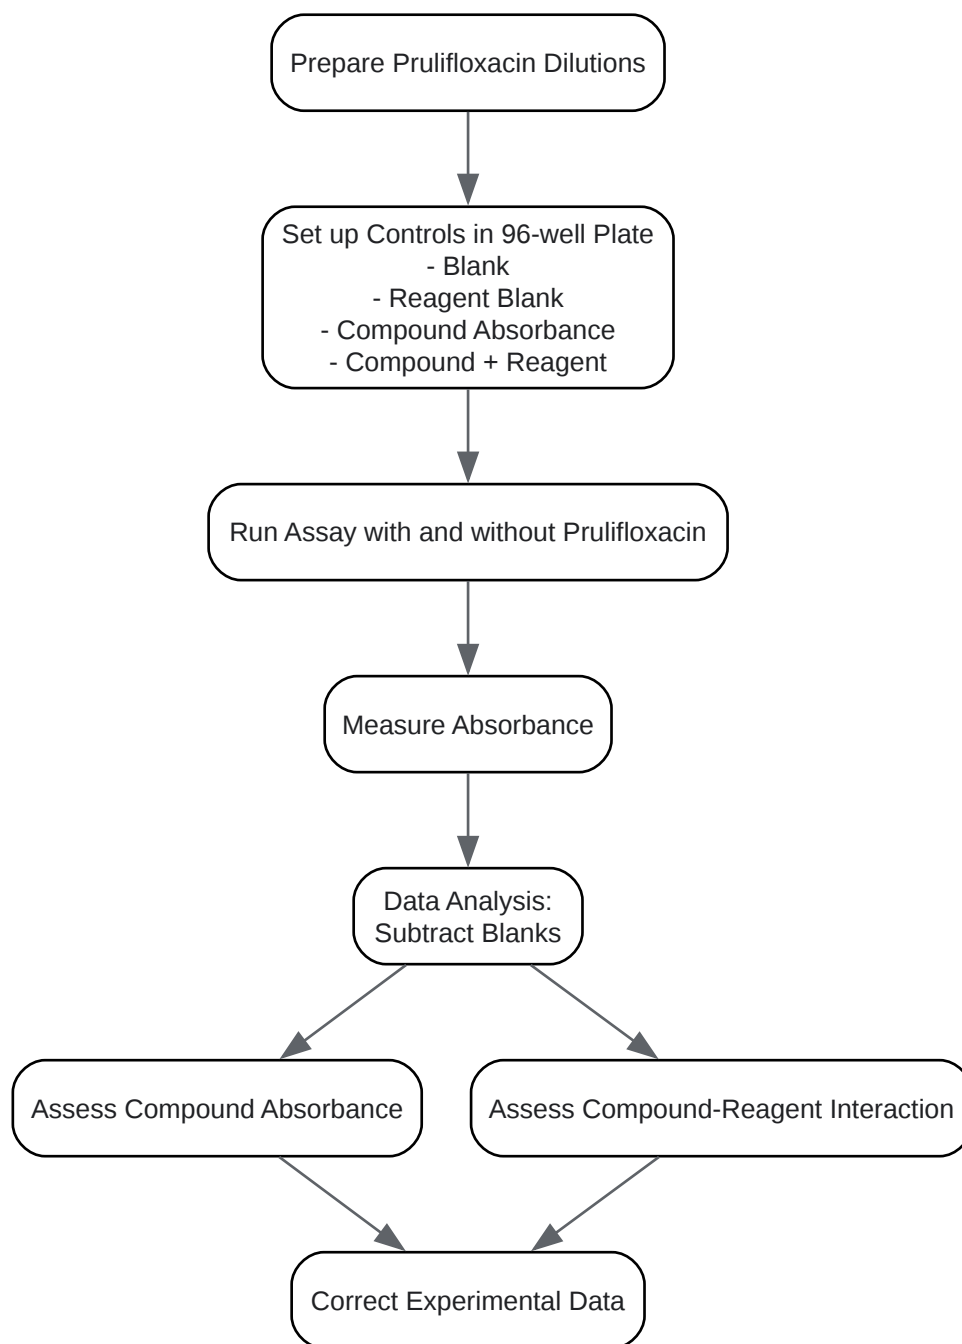 Prepare Prulifloxacin Dilutions
Set up Controls in 96-well Plate
- Blank
- Reagent Blank
- Compound Absorbance
- Compound + Reagent
Run Assay with and without Prulifloxacin
Measure Absorbance
Data Analysis:
Subtract Blanks
Assess Compound Absorbance
Assess Compound-Reagent Interaction
Correct Experimental Data